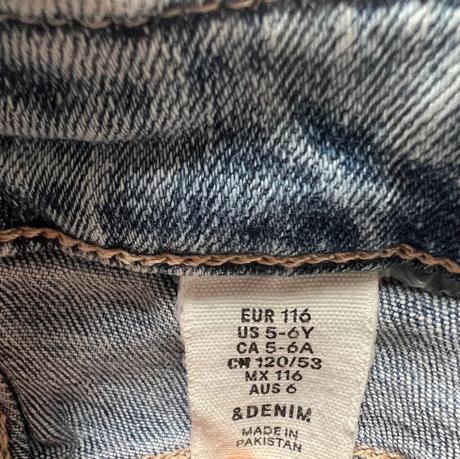 EUR 116
US 5-6Y
CA 5-6A
CN 120/53
MX 116
AUS 6
&DENIM
MADE IN
PAKISTAN